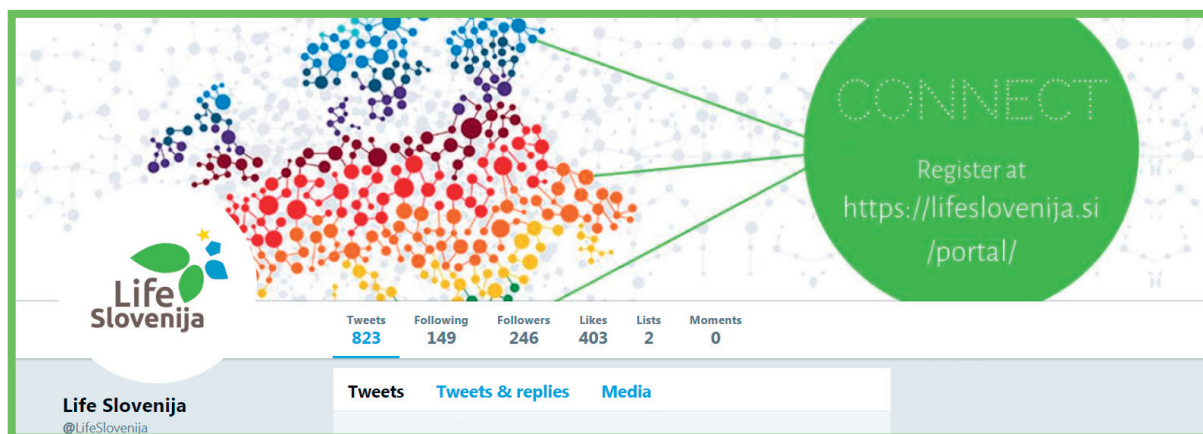 CONNECT
Register at
https://lifeslovenija.si
/portal/
Life
Slovenija
Tweets Following Followers Likes Lists Moments
823 149 246 403 2 0
Tweets Tweets & replies Media
Life Slovenija
@LifeSlovenija